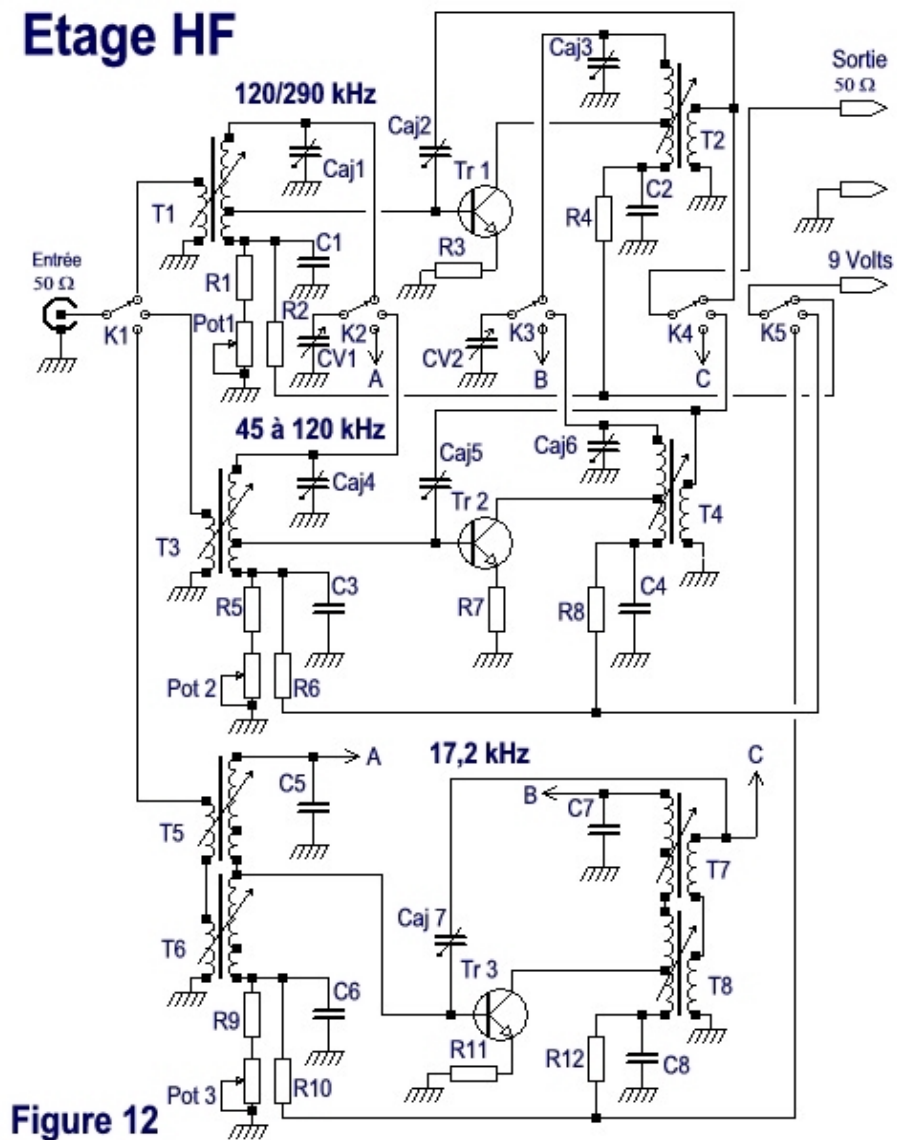 Etage HF
Caj3
Sortie
50 Ω
120/290 kHz
Caj2
T2
Caj1
Tr 1
T1
C2
R4
R3
C1
Entrée
50 Ω
R1
9 Volts
R2
Pot1
K1
K2
K3
K4
K5
CV1
CV2
A
B
C
45 à 120 kHz
Caj5
Caj6
Caj4
Tr 2
T4
T3
C3
C4
R5
R7
R8
Pot 2
R6
17,2 kHz
A
C
C5
B
C7
T5
T7
Caj 7
T6
Tr 3
T8
C6
R9
R11
R12
C8
Pot 3
R10
Figure 12